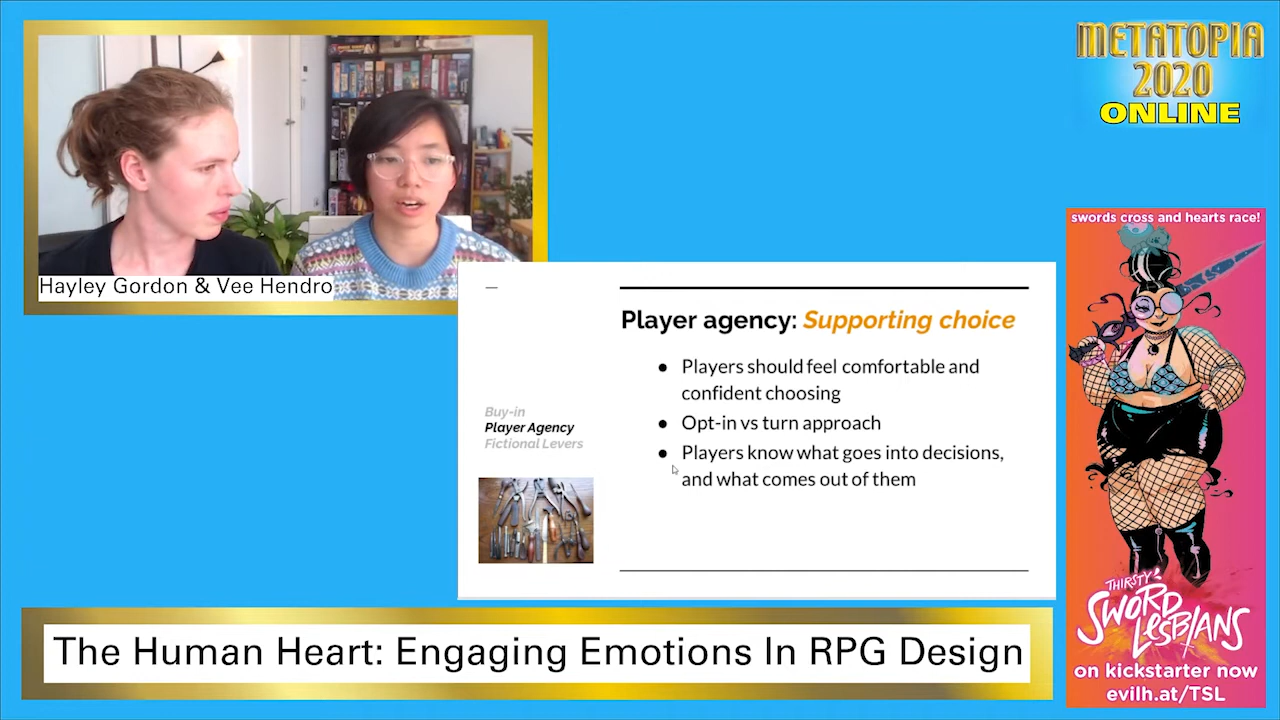 METATOPIA
2020
ONLINE
Hayley Gordon & Vee Hendro
swords cross and hearts race!
Player agency: Supporting choice
● Players should feel comfortable and
confident choosing
● Opt-in vs turn approach
● Players know what goes into decisions,
and what comes out of them
Buy-in
Player Agency
Fictional Levers
THIRSTY
SWORD
LESBIANS
on kickstarter now
evilh.at/TSL
The Human Heart: Engaging Emotions In RPG Design